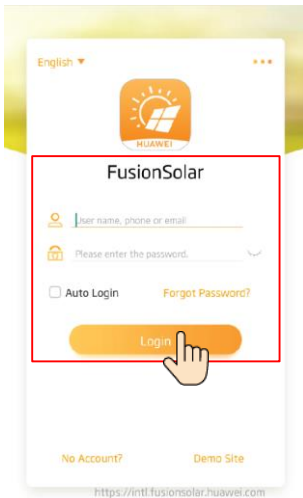 English ▼
HUAWEI
FusionSolar
User name, phone or email
Please enter the password.
Auto Login Forgot Password?
Login
No Account? Demo Site
https://intl.fusionsolar.huawei.com